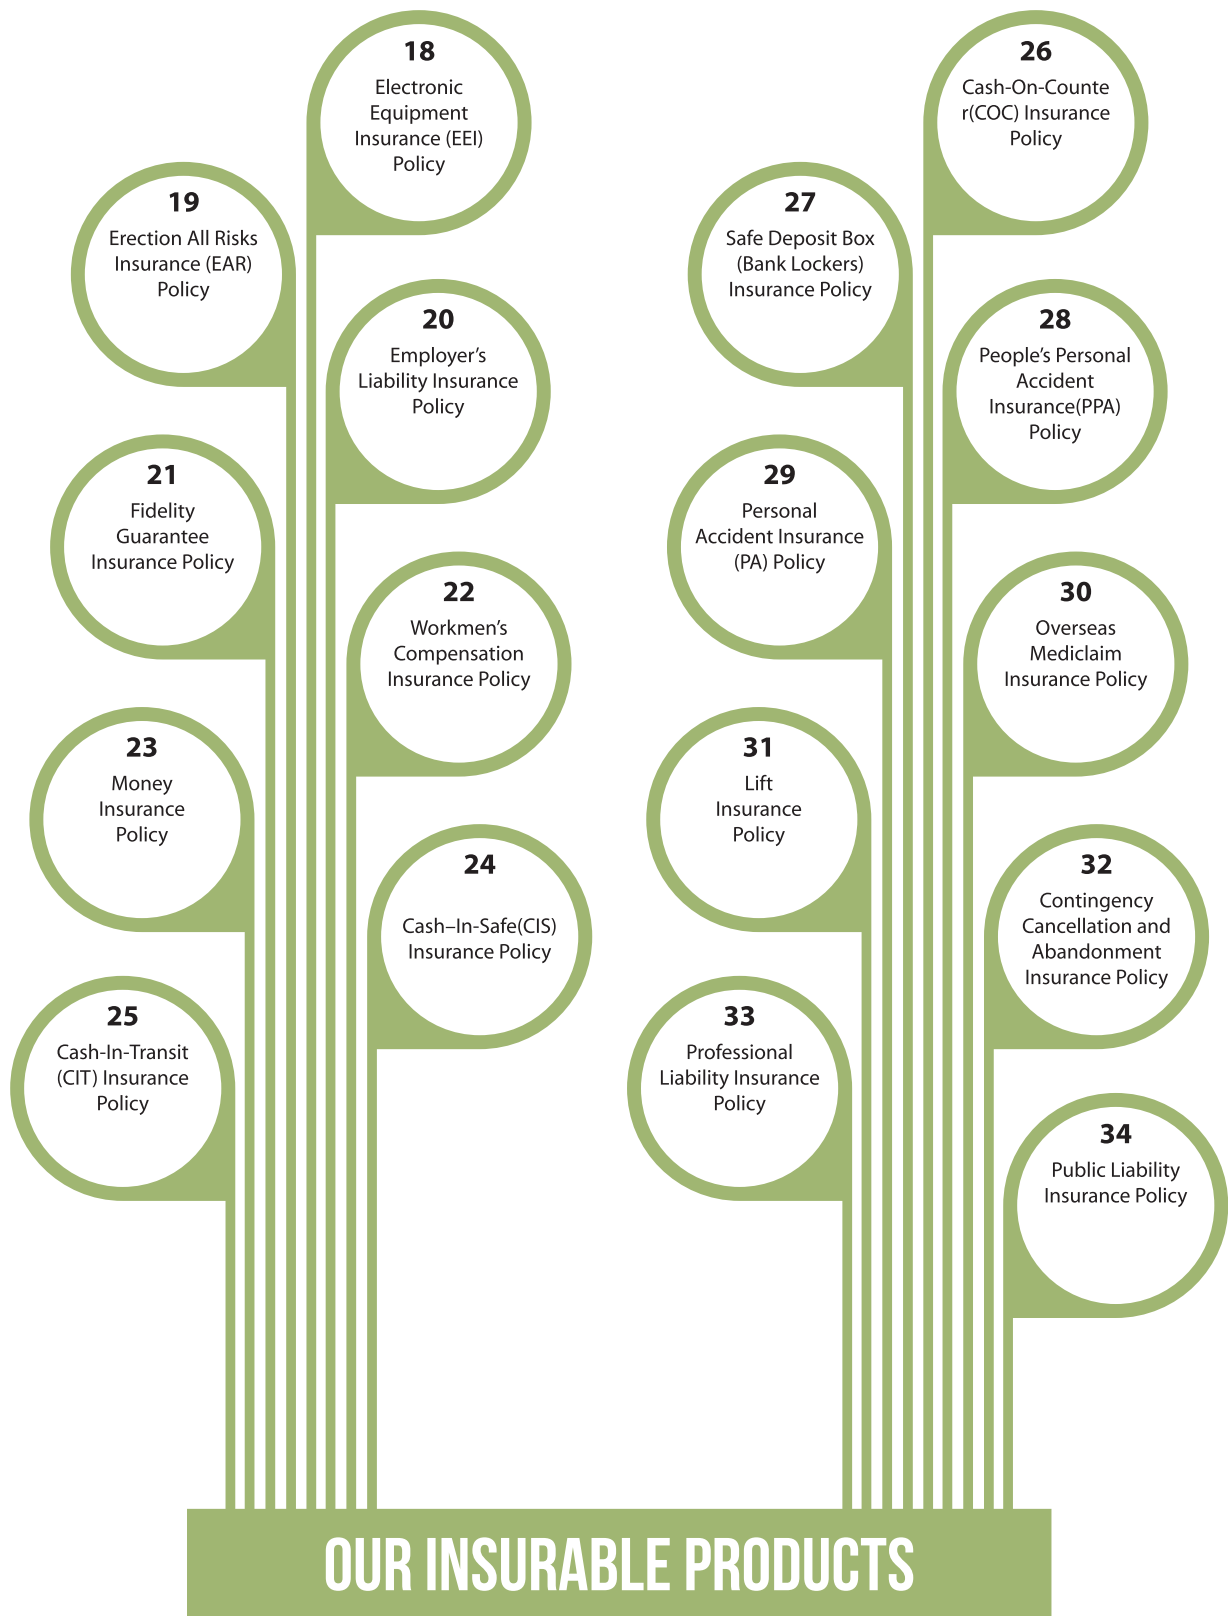 18
Electronic
Equipment
Insurance (EEI)
Policy
19
Erection All Risks
Insurance (EAR)
Policy
20
Employer’s
Liability Insurance
Policy
21
Fidelity
Guarantee
Insurance Policy
22
Workmen’s
Compensation
Insurance Policy
23
Money
Insurance
Policy
24
Cash–In-Safe(CIS)
Insurance Policy
25
Cash-In-Transit
(CIT) Insurance
Policy
26
Cash-On-Counte
r(COC) Insurance
Policy
27
Safe Deposit Box
(Bank Lockers)
Insurance Policy
28
People’s Personal
Accident
Insurance(PPA)
Policy
29
Personal
Accident Insurance
(PA) Policy
30
Overseas
Mediclaim
Insurance Policy
31
Lift
Insurance
Policy
32
Contingency
Cancellation and
Abandonment
Insurance Policy
33
Professional
Liability Insurance
Policy
34
Public Liability
Insurance Policy
OUR INSURABLE PRODUCTS